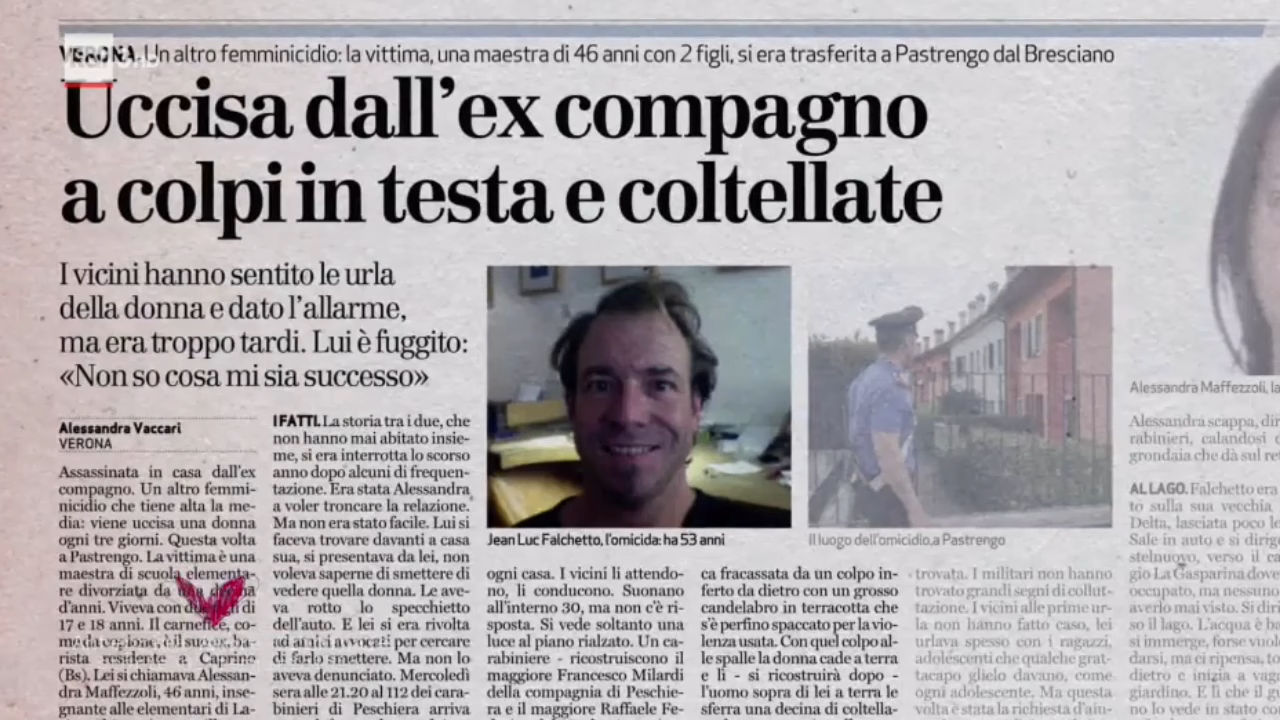 VERONA. Un altro femminicidio: la vittima, una maestra di 46 anni con 2 figli, si era trasferita a Pastrengo dal Bresciano
Uccisa dall'ex compagno
a colpi in testa e coltellate
I vicini hanno sentito le urla
della donna e dato l'allarme,
ma era troppo tardi. Lui è fuggito:
«Non so cosa mi sia successo»
Alessandra Vaccari
VERONA
Assassinata in casa dall'ex
compagno. Un altro femmi-
nicidio che tiene alta la me-
dia: viene uccisa una donna
ogni tre giorni. Questa volta
a Pastrengo. La vittima è una
maestra di scuola elementa-
re divorziata da
d'anni. Viveva con due figli di
17 e 18 anni. Il carnefice, co-
me da copione, è il suo ex, ba-
rista residente a Caprino
(Bs). Lei si chiamava Alessan-
dra Maffezzoli, 46 anni, inse-
gnante alle elementari di La-
I FATTI. La storia tra i due, che
non hanno mai abitato insie-
me, si era interrotta lo scorso
anno dopo alcuni di frequen-
tazione. Era stata Alessandra
a voler troncare la relazione.
Ma non era stato facile. Lui si
faceva trovare davanti a casa
sua, si presentava da lei, non
voleva saperne di smettere di
vedere quella donna. Le ave-
va rotto lo specchietto
dell'auto. E lei si era rivolta
ad amici avvocati per cercare
di farlo smettere. Ma non lo
aveva denunciato. Mercoledì
sera alle 21.20 al 112 dei cara-
binieri di Peschiera arriva
Jean Luc Falchetto, l'omicida: ha 53 anni
Il luogo dell'omicidio, a Pastrengo
ogni casa. I vicini li attendo-
no, li conducono. Suonano
all'interno 30, ma non c'è ri-
sposta. Si vede soltanto una
luce al piano rialzato. Un ca-
rabiniere - ricostruiscono il
maggiore Francesco Milardi
della compagnia di Peschie-
ra e il maggiore Raffaele Fe-
ca fracassata da un colpo in-
ferto da dietro con un grosso
candelabro in terracotta che
s'è perfino spaccato per la vio-
lenza usata. Con quel colpo al-
le spalle la donna cade a terra
e lì - si ricostruirà dopo -
l'uomo sopra di lei a terra le
sferra una decina di coltella-
trovata. I militari non hanno
trovato grandi segni di collut-
tazione. I vicini alle prime ur-
la non hanno fatto caso, lei
urlava spesso con i ragazzi,
adolescenti che qualche grat-
tacapo glielo davano, come
ogni adolescente. Ma questa
volta è stata la richiesta d'aiu-
Alessandra Maffezzoli, la
Alessandra scappa, dir
rabinieri, calandosi
grondaia che dà sul ret
AL LAGO. Falchetto era
to sulla sua vecchia
Delta, lasciata poco l
Sale in auto e si dirig
stelnuovo, verso il ca
gio La Gasparina dove
occupato, ma nessuno
averlo mai visto. Si dir
so il lago. L'acqua è ba
si immerge, forse vuol
darsi, ma ci ripensa, to
dietro e inizia a vag
giardino. E lì che il g
no lo vede in stato co